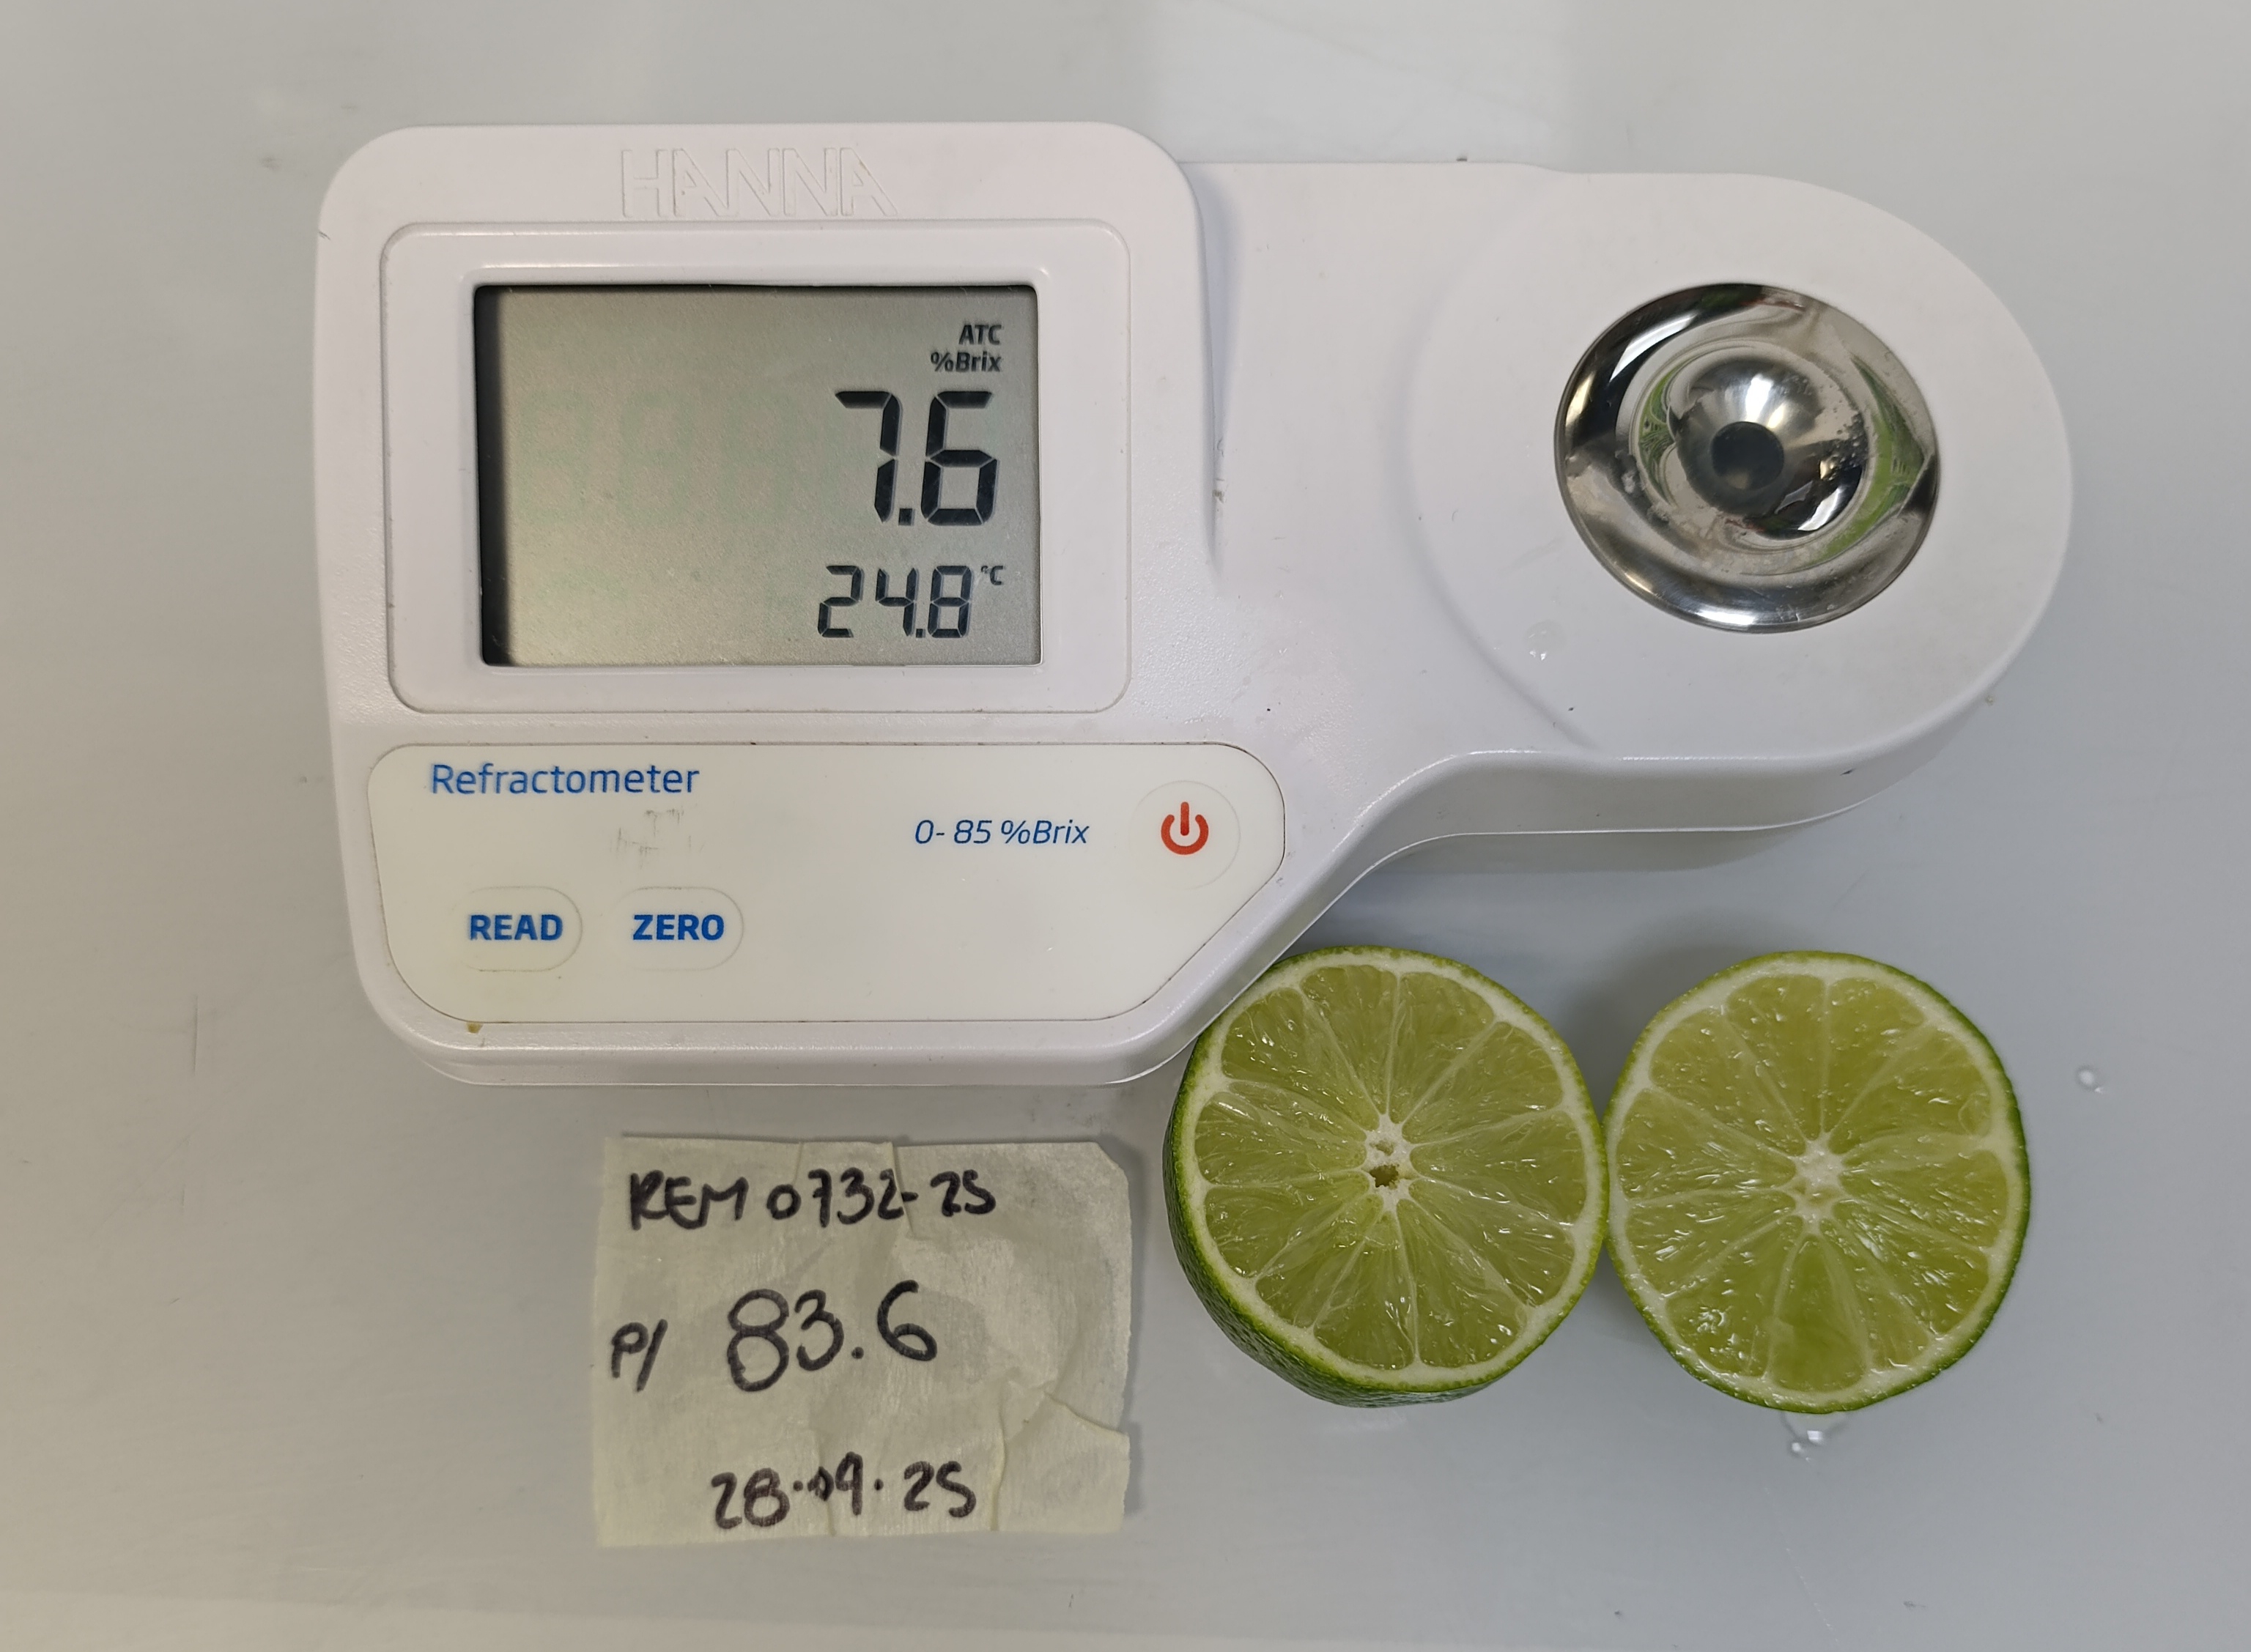 HANNA
ATC
%Brix
7.6
24.8 °C
Refractometer
0- 85 %Brix
READ ZERO
REM 0732-25
P/ 83.6
28.09.25